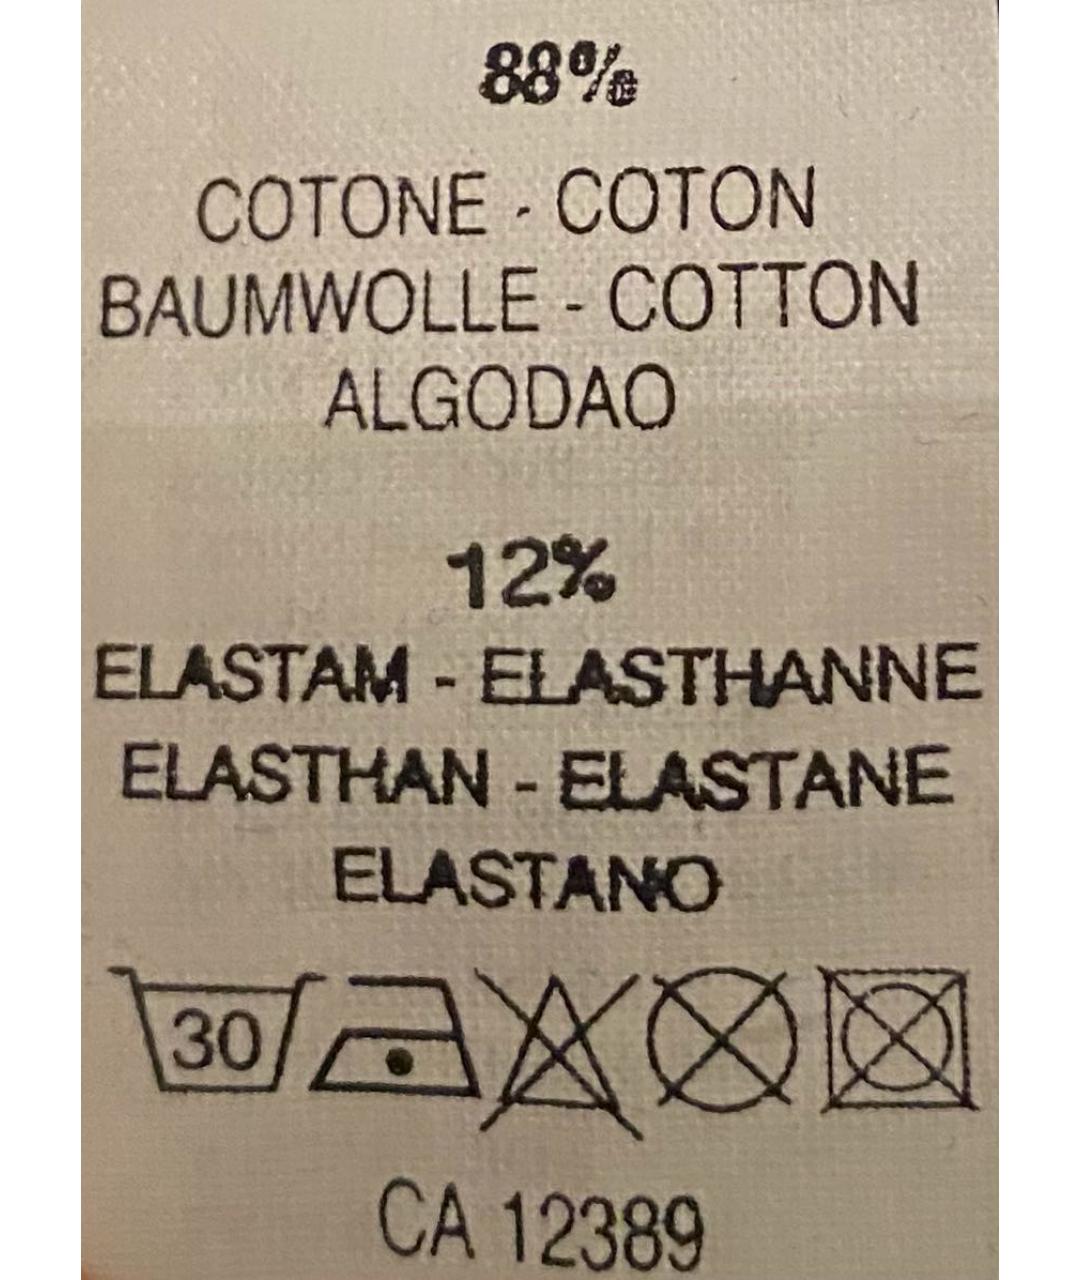 88%
COTONE - COTON
BAUMWOLLE - COTTON
ALGODAO
12%
ELASTAM - ELASTHANNE
ELASTHAN - ELASTANE
ELASTANO
30
CA 12389